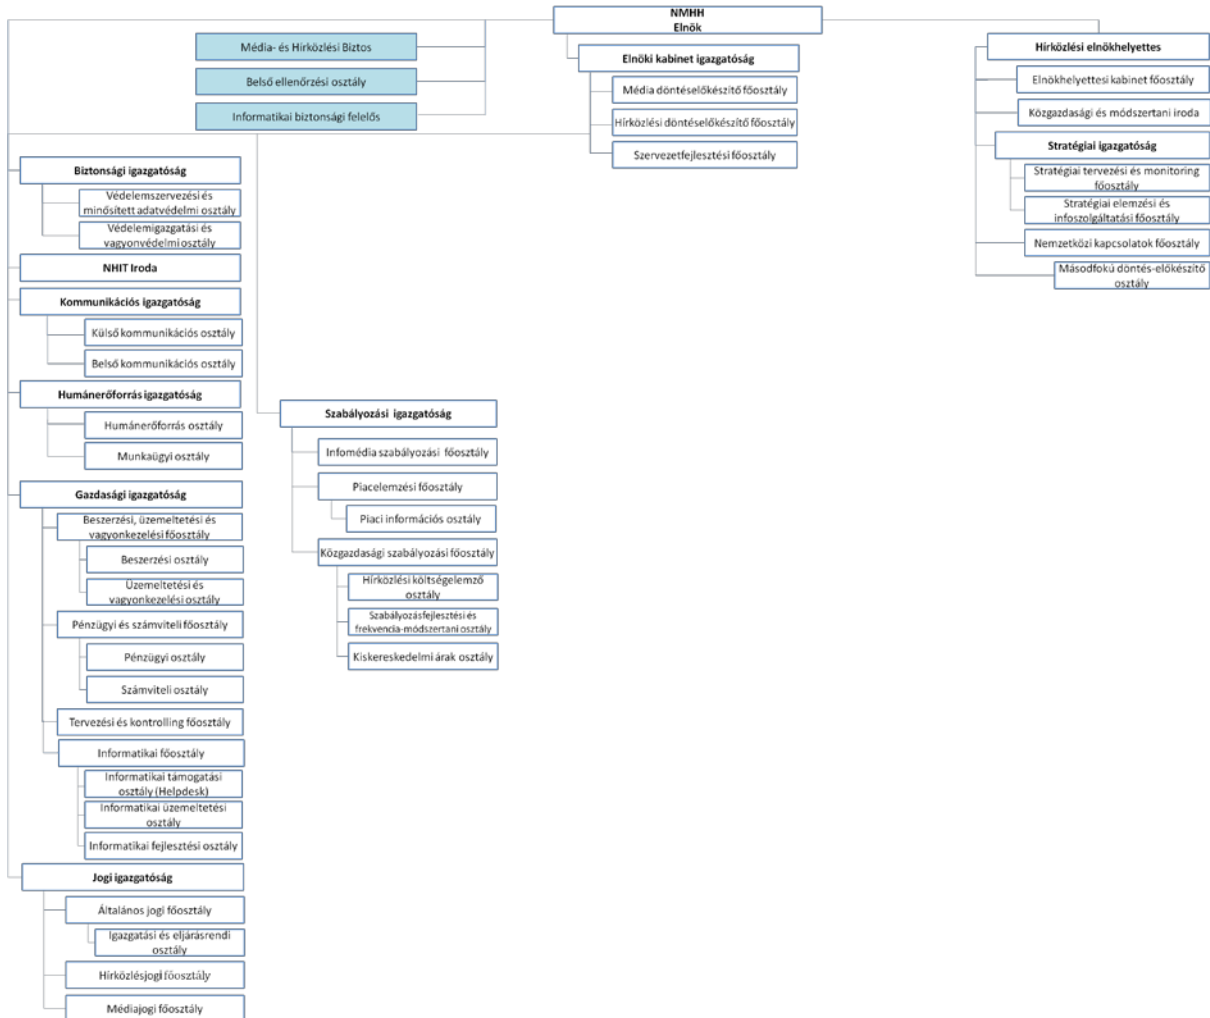 NMHH
Elnök
Média- és Hírközlési Biztos
Belső ellenőrzési osztály
Informatikai biztonsági felelős
Elnöki kabinet igazgatóság
Média döntéselőkészítő főosztály
Hírközlési döntéselőkészítő főosztály
Szervezetfejlesztési főosztály
Hírközlési elnökhelyettes
Elnökhelyettesi kabinet főosztály
Közgazdasági és módszertani iroda
Stratégiai igazgatóság
Stratégiai tervezési és monitoring
főosztály
Stratégiai elemzési és
infoszolgáltatási főosztály
Nemzetközi kapcsolatok főosztály
Másodfokú döntés-előkészítő
osztály
Biztonsági igazgatóság
Védelemszervezési és
minősített adatvédelmi osztály
Védelemigazgatási és
vagyonvédelmi osztály
NHIT Iroda
Kommunikációs igazgatóság
Külső kommunikációs osztály
Belső kommunikációs osztály
Humánerőforrás igazgatóság
Humánerőforrás osztály
Munkaügyi osztály
Gazdasági igazgatóság
Beszerzési, üzemeltetési és
vagyonkezelési főosztály
Beszerzési osztály
Üzemeltetési és
vagyonkezelési osztály
Pénzügyi és számviteli főosztály
Pénzügyi osztály
Számviteli osztály
Tervezési és kontrolling főosztály
Informatikai főosztály
Informatikai támogatási
osztály (Helpdesk)
Informatikai üzemeltetési
osztály
Informatikai fejlesztési osztály
Jogi igazgatóság
Általános jogi főosztály
Igazgatási és eljárásrendi
osztály
Hírközlésjogi főosztály
Médiajogi főosztály
Szabályozási igazgatóság
Infomédia szabályozási főosztály
Piacelemzési főosztály
Piaci információs osztály
Közgazdasági szabályozási főosztály
Hírközlési költségelemző
osztály
Szabályozásfejlesztési és
frekvencia-módszertani osztály
Kiskereskedelmi árak osztály